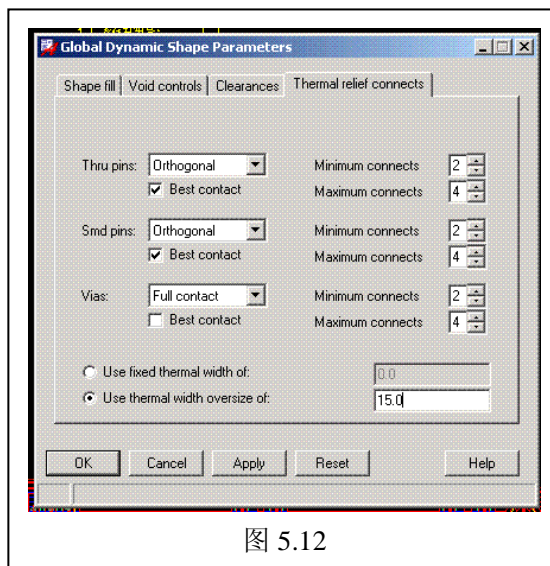 Global Dynamic Shape Parameters
Shape fill Void controls Clearances Thermal relief connects
Thru pins: Orthogonal Minimum connects 2
Best contact Maximum connects 4
Smd pins: Orthogonal Minimum connects 2
Best contact Maximum connects 4
Vias: Full contact Minimum connects 2
Best contact Maximum connects 4
Use fixed thermal width of: 0.0
Use thermal width oversize of: 15.0
OK Cancel Apply Reset Help
图 5.12